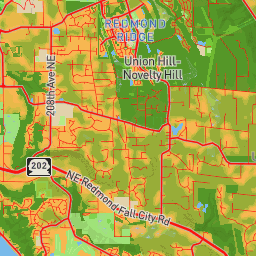 REDMOND
RIDGE
Union Hill-
Novelty Hill
208th Ave NE
202
NE Redmond Fall City Rd